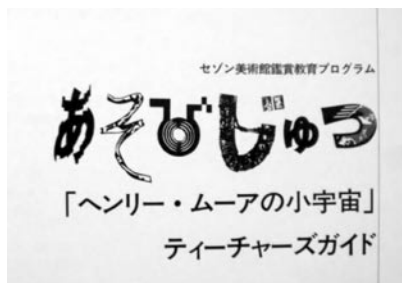 セゾン美術館鑑賞教育プログラム
あそびじゅつ
「ヘンリー・ムーアの小宇宙」
ティーチャーズガイド